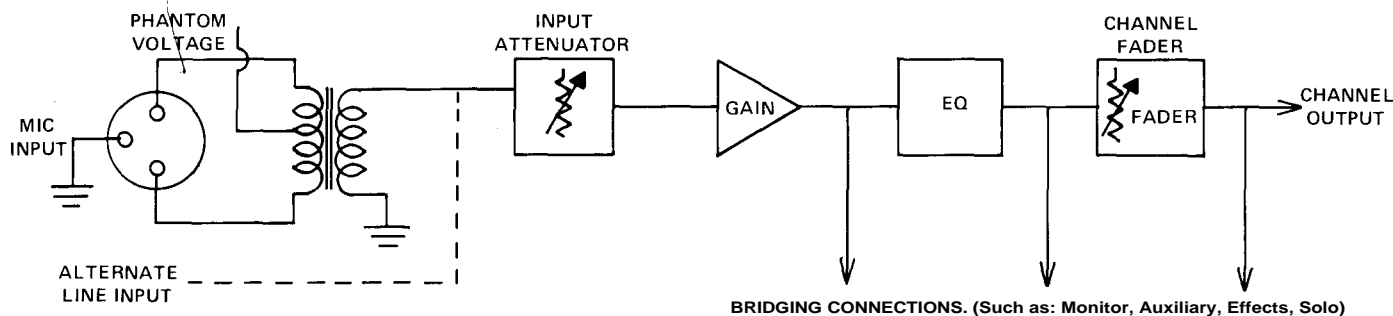 PHANTOM
VOLTAGE
MIC
INPUT
ALTERNATE
LINE INPUT
INPUT
ATTENUATOR
GAIN
EQ
CHANNEL
FADER
FADER
CHANNEL
OUTPUT
BRIDGING CONNECTIONS. (Such as: Monitor, Auxiliary, Effects, Solo)